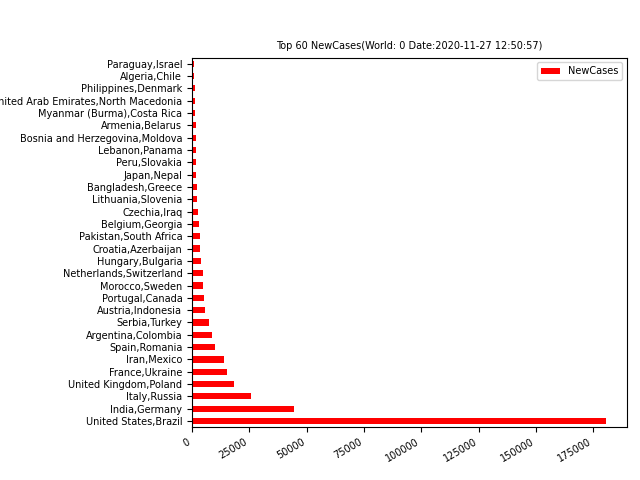 Top 60 NewCases(World: 0 Date:2020-11-27 12:50:57)
NewCases
Paraguay,Israel
Algeria,Chile
Philippines,Denmark
nited Arab Emirates,North Macedonia
Myanmar (Burma),Costa Rica
Armenia,Belarus
Bosnia and Herzegovina,Moldova
Lebanon,Panama
Peru,Slovakia
Japan,Nepal
Bangladesh,Greece
Lithuania,Slovenia
Czechia,Iraq
Belgium,Georgia
Pakistan,South Africa
Croatia,Azerbaijan
Hungary,Bulgaria
Netherlands,Switzerland
Morocco,Sweden
Portugal,Canada
Austria,Indonesia
Serbia,Turkey
Argentina,Colombia
Spain,Romania
Iran,Mexico
France,Ukraine
United Kingdom,Poland
Italy,Russia
India,Germany
United States,Brazil
0 25000 50000 75000 100000 125000 150000 175000